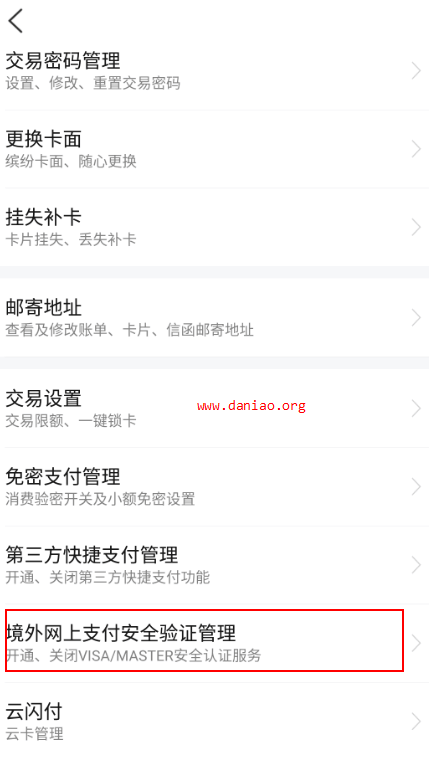 交易密码管理
设置、修改、重置交易密码
更换卡面
缤纷卡面、随心更换
挂失补卡
卡片挂失、丢失补卡
邮寄地址
查看及修改账单、卡片、信函邮寄地址
交易设置
www.daniao.org
交易限额、一键锁卡
免密支付管理
消费验密开关及小额免密设置
第三方快捷支付管理
开通、关闭第三方快捷支付功能
境外网上支付安全验证管理
开通、关闭VISA/MASTER安全认证服务
云闪付
云卡管理